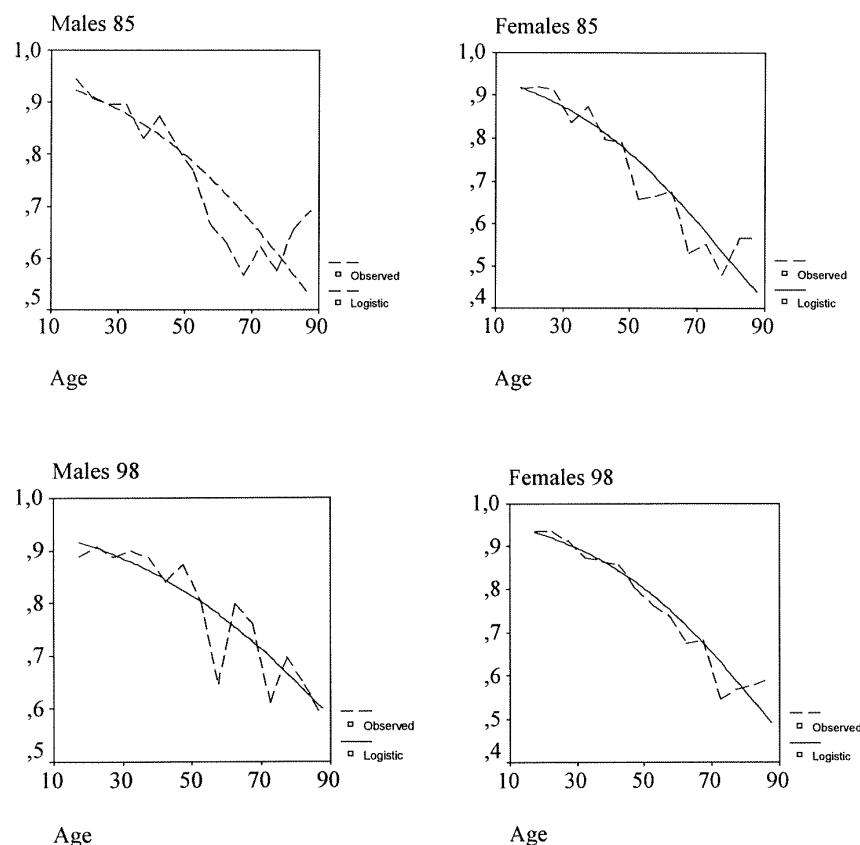 Males 85
1,0
,9
,8
,7
,6
,5
10 30 50 70 90
Age
Observed
Logistic
Females 85
1,0
,9
,8
,7
,6
,5
,4
10 30 50 70 90
Age
Observed
Logistic
Males 98
1,0
,9
,8
,7
,6
,5
10 30 50 70 90
Age
Observed
Logistic
Females 98
1,0
,9
,8
,7
,6
,5
,4
10 30 50 70 90
Age
Observed
Logistic